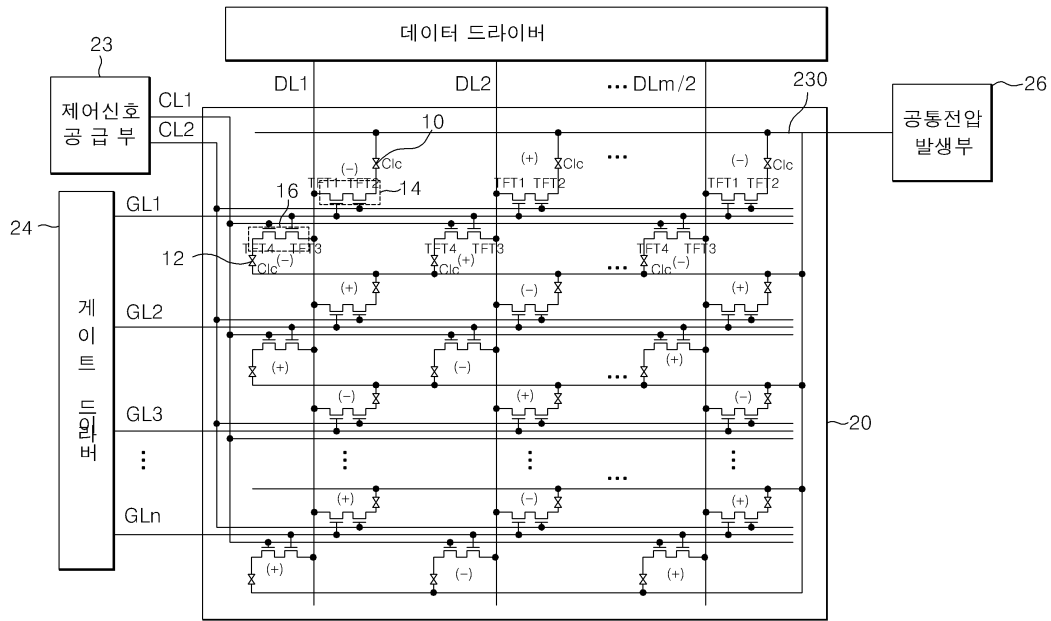 데이터 드라이버
23
제어신호
공 급 부
CL1
CL2
DL1
DL2
... DLm/2
230
26
공통전압
발생부
10
Clc
(-)
TFT1 TFT2
14
(+)
Clc
TFT1 TFT2
...
(-)
Clc
TFT1 TFT2
24
GL1
16
TFT4 TFT3
12
Clc
(-)
TFT4 TFT3
Clc
(+)
TFT4 TFT3
Clc
(-)
...
(+)
(-)
(+)
GL2
(+)
(-)
(+)
...
게이트 드라이버
(-)
(+)
(-)
GL3
20
...
(+)
(-)
(+)
GLn
(+)
(-)
(+)